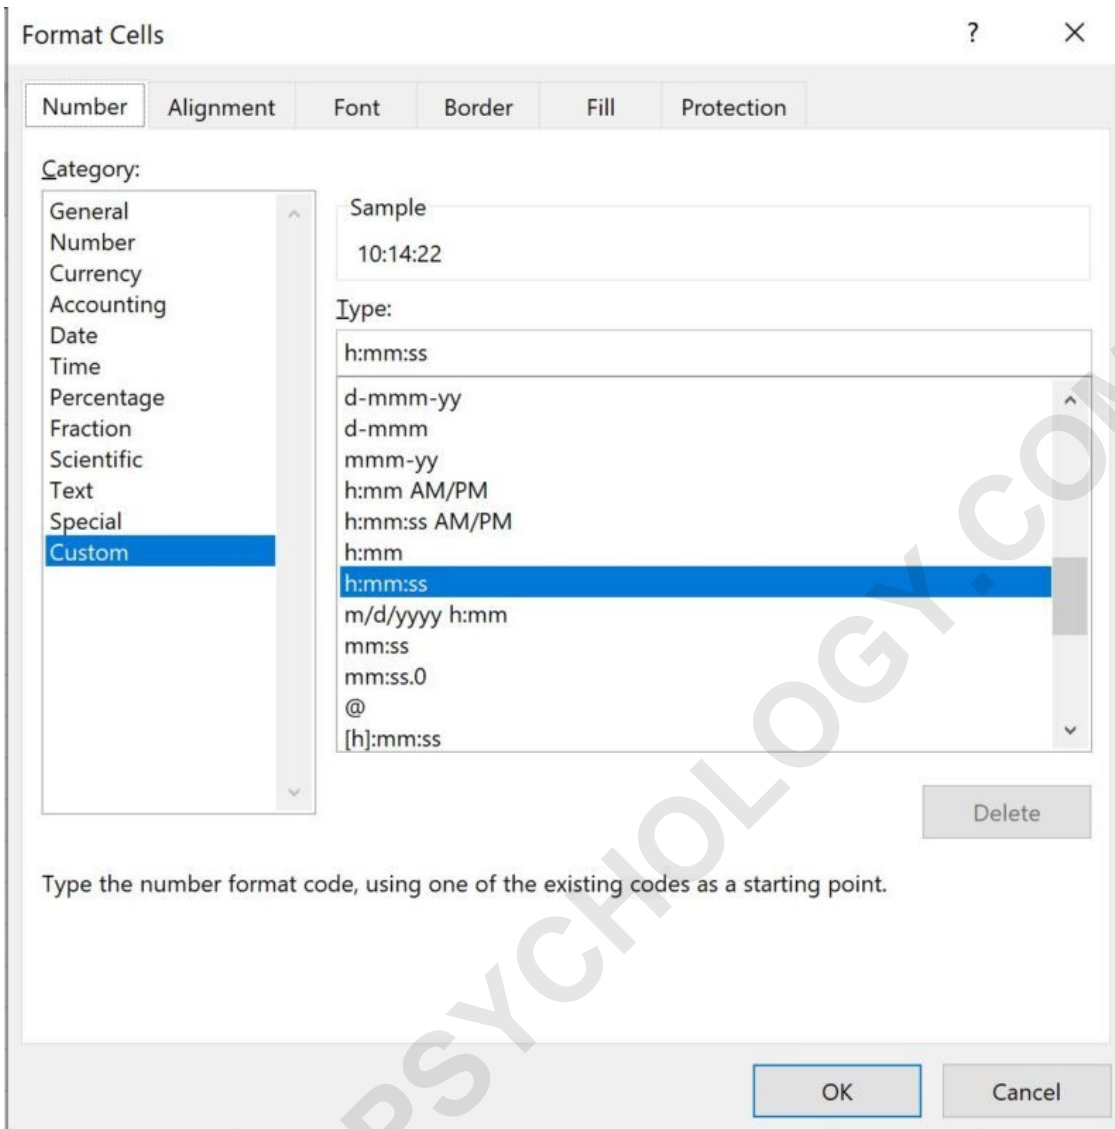 Format Cells
?
Number
Alignment
Font
Border
Fill
Protection
Category:
General
Number
Currency
Accounting
Date
Time
Percentage
Fraction
Scientific
Text
Special
Custom
Sample
10:14:22
Type:
h:mm:ss
d-mmm-yy
d-mmm
mmm-yy
h:mm AM/PM
h:mm:ss AM/PM
h:mm
h:mm:ss
m/d/yyyy h:mm
mm:ss
mm:ss.0
@
[h]:mm:ss
Delete
Type the number format code, using one of the existing codes as a starting point.
OK
Cancel
PSYCHOLOGY.COM